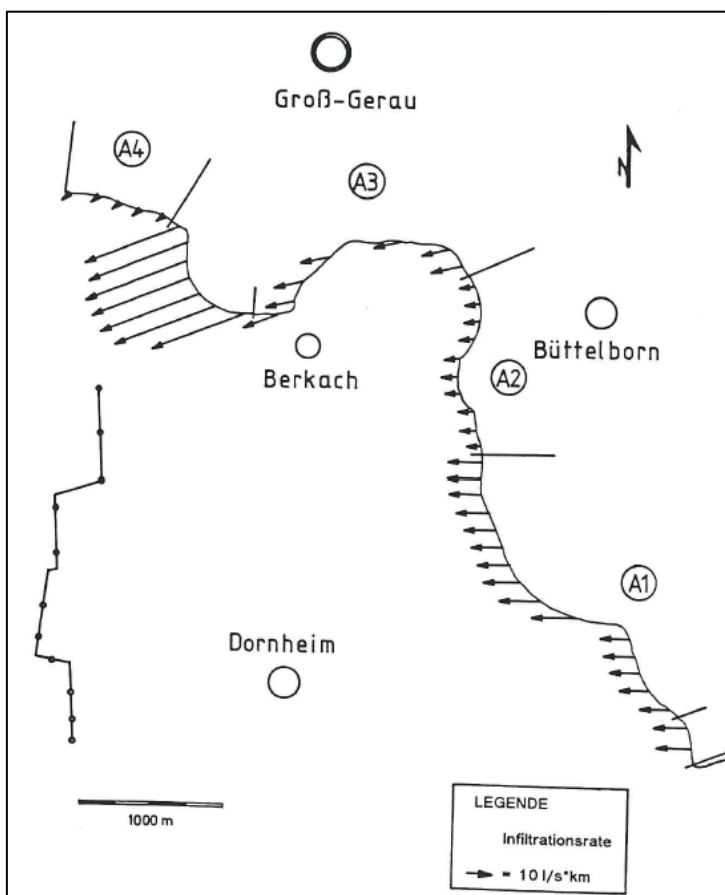 Groß-Gerau
A4
A3
N
Büttelborn
Berkach
A2
A1
Dornheim
1000 m
LEGENDE
Infiltrationsrate
= 10 l/s*km